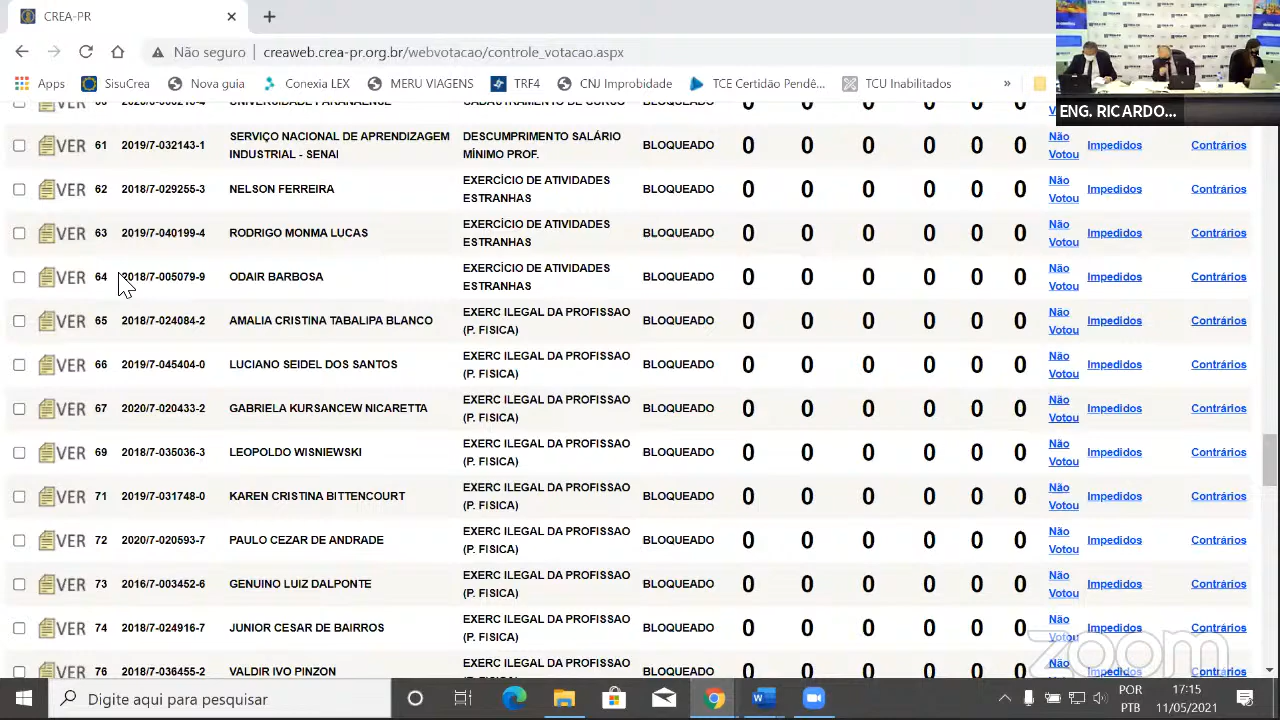 CREA-PR
Não seguro
Apps SisuCrea Nova guia Conexia LEX CNJ Improbidade TCE Certidão Pe... TCU Inabilitados »
ENG. RICARDO...
61 2019/7-032143-1 SERVIÇO NACIONAL DE APRENDIZAGEM INDUSTRIAL - SENAI DESCUMPRIMENTO SALÁRIO MÍNIMO PROF. BLOQUEADO 0 0 0 0 0 0 Não Votou Impedidos Contrários
VER 62 2018/7-029255-3 NELSON FERREIRA EXERCÍCIO DE ATIVIDADES ESTRANHAS BLOQUEADO 0 0 0 0 0 0 Não Votou Impedidos Contrários
VER 63 2019/7-040199-4 RODRIGO MONMA LUCAS EXERCÍCIO DE ATIVIDADES ESTRANHAS BLOQUEADO 0 0 0 0 0 0 Não Votou Impedidos Contrários
VER 64 2018/7-005079-9 ODAIR BARBOSA EXERCÍCIO DE ATIVIDADES ESTRANHAS BLOQUEADO 0 0 0 0 0 0 Não Votou Impedidos Contrários
VER 65 2018/7-024084-2 AMALIA CRISTINA TABALIPA BLANCO EXERC ILEGAL DA PROFISSAO (P. FISICA) BLOQUEADO 0 0 0 0 0 0 Não Votou Impedidos Contrários
VER 66 2019/7-045404-0 LUCIANO SEIDEL DOS SANTOS EXERC ILEGAL DA PROFISSAO (P. FISICA) BLOQUEADO 0 0 0 0 0 0 Não Votou Impedidos Contrários
VER 67 2020/7-020433-2 GABRIELA KURSANCEW NICARETTA EXERC ILEGAL DA PROFISSAO (P. FISICA) BLOQUEADO 0 0 0 0 0 0 Não Votou Impedidos Contrários
VER 69 2018/7-035036-3 LEOPOLDO WISNIEWSKI EXERC ILEGAL DA PROFISSAO (P. FISICA) BLOQUEADO 0 0 0 0 0 0 Não Votou Impedidos Contrários
VER 71 2019/7-031748-0 KAREN CRISTINA BITTENCOURT EXERC ILEGAL DA PROFISSAO (P. FISICA) BLOQUEADO 0 0 0 0 0 0 Não Votou Impedidos Contrários
VER 72 2020/7-020593-7 PAULO CEZAR DE ANDRADE EXERC ILEGAL DA PROFISSAO (P. FISICA) BLOQUEADO 0 0 0 0 0 0 Não Votou Impedidos Contrários
VER 73 2016/7-003452-6 GENUINO LUIZ DALPONTE EXERC ILEGAL DA PROFISSAO (P. FISICA) BLOQUEADO 0 0 0 0 0 0 Não Votou Impedidos Contrários
VER 74 2018/7-024916-7 JUNIOR CESAR DE BAIRROS EXERC ILEGAL DA PROFISSAO (P. FISICA) BLOQUEADO 0 0 0 0 0 0 Não Votou Impedidos Contrários
VER 76 2018/7-036455-2 VALDIR IVO PINZON EXERC ILEGAL DA PROFISSAO BLOQUEADO 0 0 0 0 0 0 Não Impedidos Contrários
zoom
Digite aqui para pesquisar
POR 17:15
PTB 11/05/2021